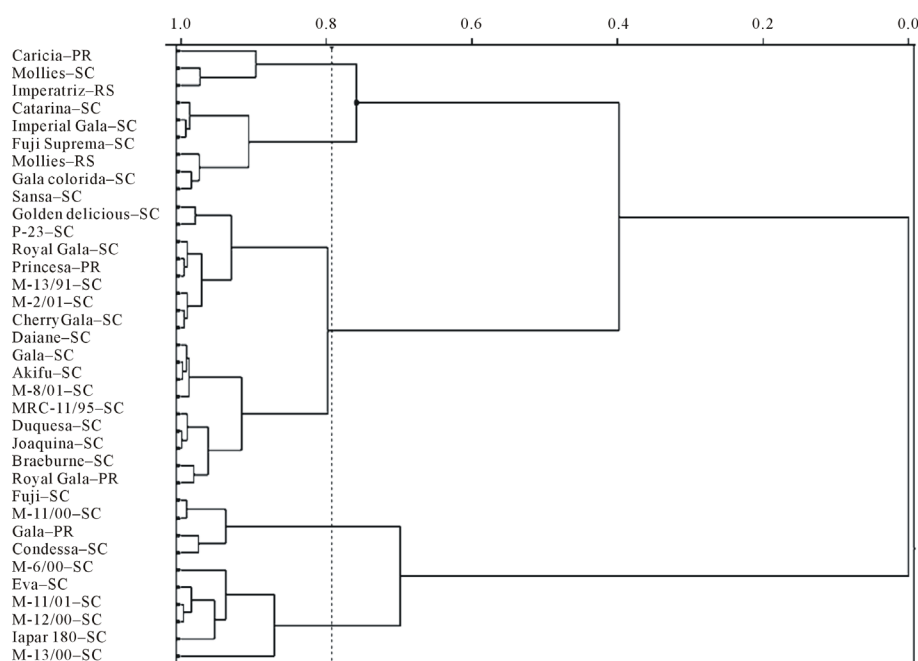 1.0 0.8 0.6 0.4 0.2 0.0
Caricia–PR
Mollies–SC
Imperatriz–RS
Catarina–SC
Imperial Gala–SC
Fuji Suprema–SC
Mollies–RS
Gala colorida–SC
Sansa–SC
Golden delicious–SC
P-23–SC
Royal Gala–SC
Princesa–PR
M-13/91–SC
M-2/01–SC
CherryGala–SC
Daiane–SC
Gala–SC
Akifu–SC
M-8/01–SC
MRC-11/95–SC
Duquesa–SC
Joaquina–SC
Braeburne–SC
Royal Gala–PR
Fuji–SC
M-11/00–SC
Gala–PR
Condessa–SC
M-6/00–SC
Eva–SC
M-11/01–SC
M-12/00–SC
Iapar 180–SC
M-13/00–SC